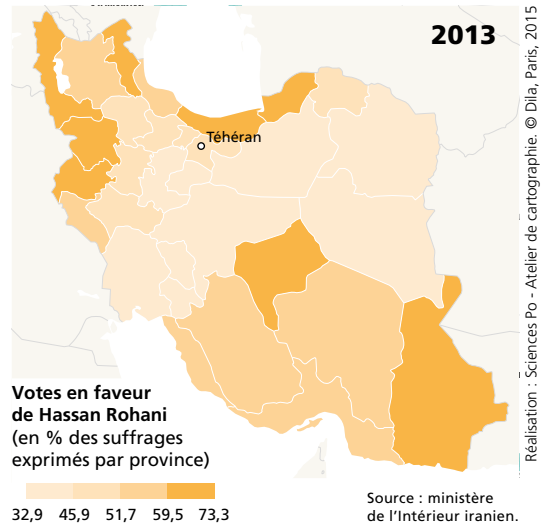 2013
Téhéran
Votes en faveur
de Hassan Rohani
(en % des suffrages
exprimés par province)
32,9 45,9 51,7 59,5 73,3
Source : ministère
de l'Intérieur iranien.
Réalisation : Sciences Po - Atelier de cartographie. © Dila, Paris, 2015